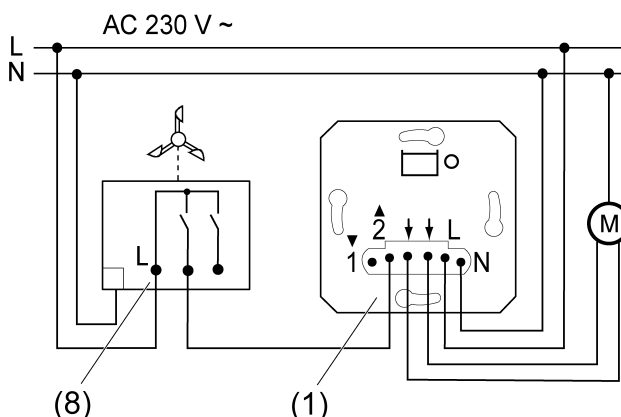 AC 230 V ~
L
N
▲
2 ↓ ↓ L
▼
1 N
L
M
(8) (1)